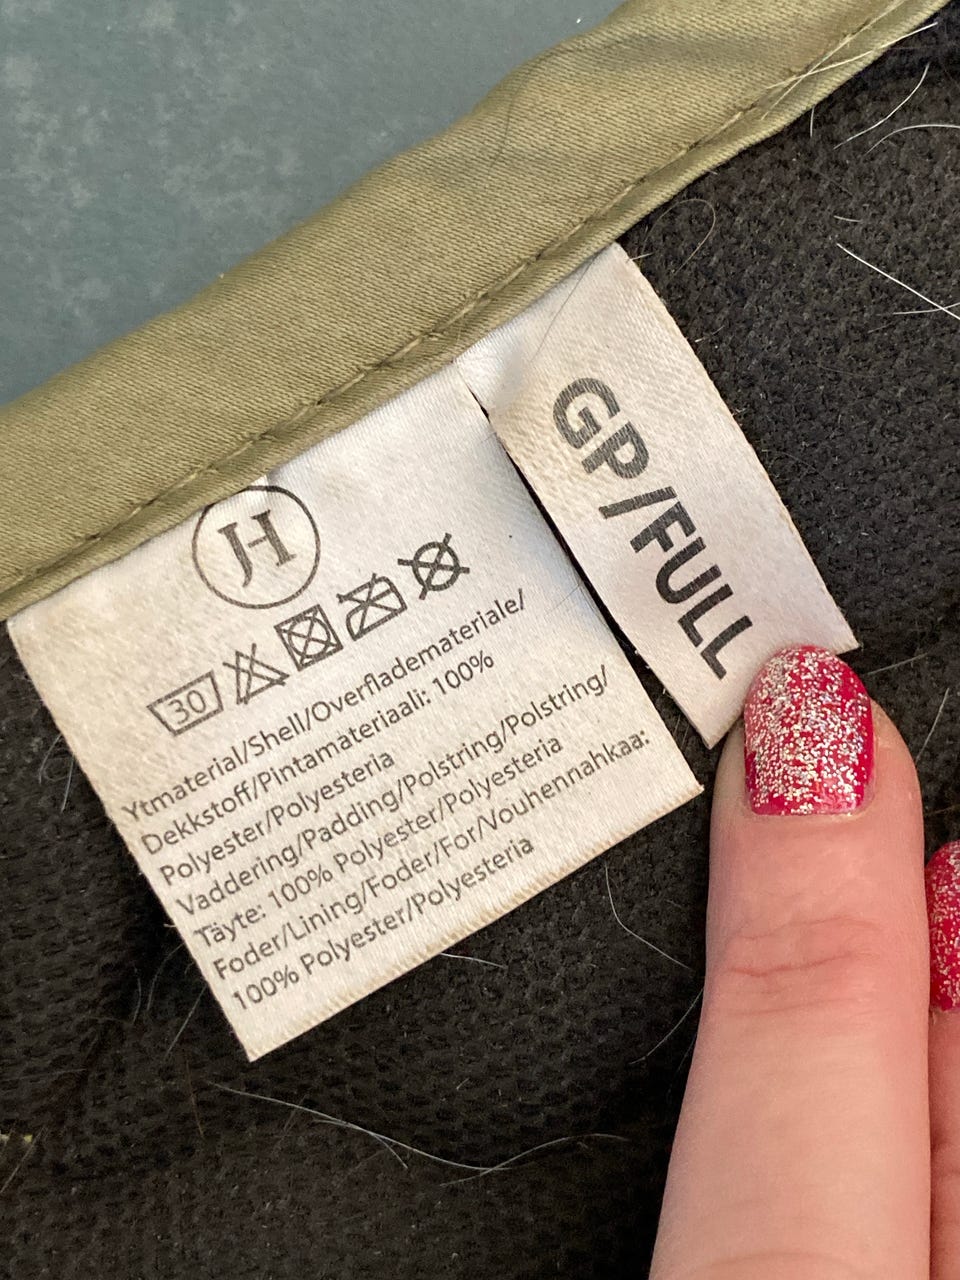 JH
30
Ytmaterial/Shell/Overflademateriale/
Dekkstoff/Pintamateriaali: 100%
Polyester/Polyesteria
Vaddering/Padding/Polstring/Polstring/
Täyte: 100% Polyester/Polyesteria
Foder/Lining/Foder/For/Vouhennahkaa:
100% Polyester/Polyesteria
GP/FULL